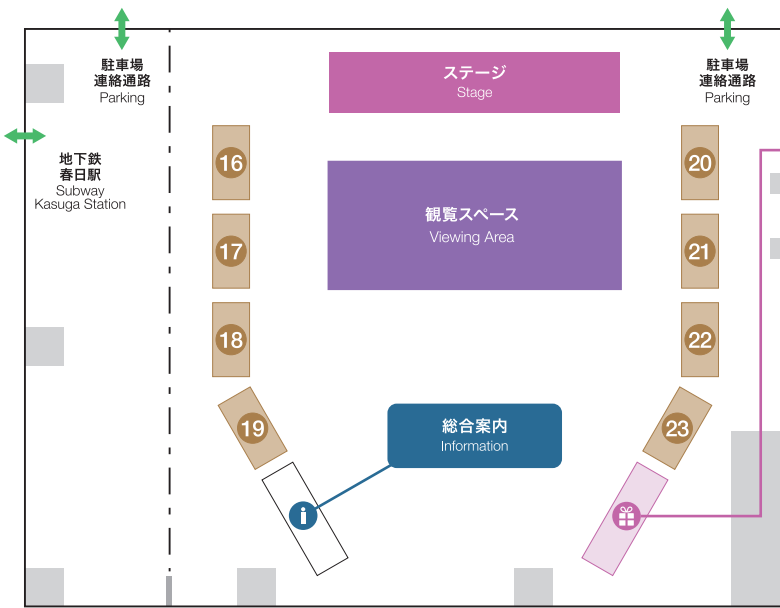 駐車場
連絡通路
Parking
ステージ
Stage
駐車場
連絡通路
Parking
地下鉄
春日駅
Subway
Kasuga Station
16
20
観覧スペース
Viewing Area
17
21
18
22
19
総合案内
Information
23
i